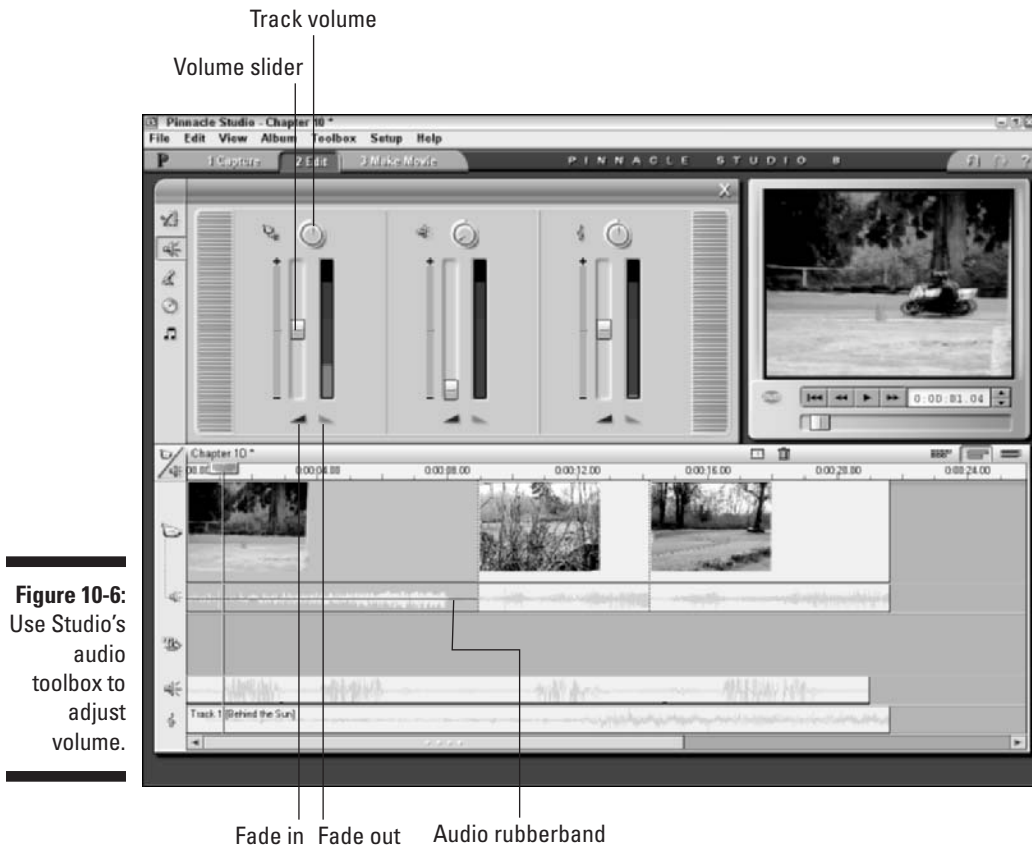 Track volume
Volume slider
Pinnacle Studio - Chapter 10 *
File Edit View Album Toolbox Setup Help
1 Capture 2 Edit 3 Make Movie PINNACLE STUDIO 8
0:00:01.04
Chapter 10 *
0:00:04.00 0:00:08.00 0:00:12.00 0:00:16.00 0:00:20.00 0:00:24.00
Track 1 [Behind the Sun]
Figure 10-6:
Use Studio's
audio
toolbox to
adjust
volume.
Fade in Fade out Audio rubberband